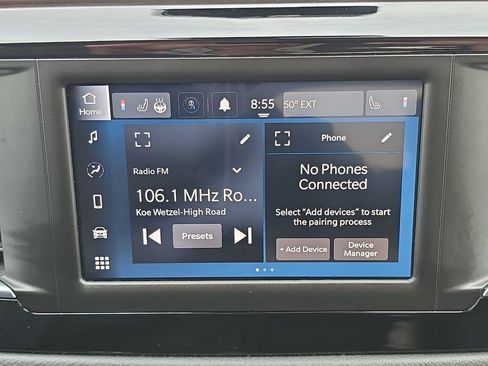 Home
8:55
50° EXT
Radio FM
106.1 MHz Ro...
Koe Wetzel-High Road
Presets
Phone
No Phones
Connected
Select "Add devices" to start
the pairing process
+ Add Device
Device
Manager